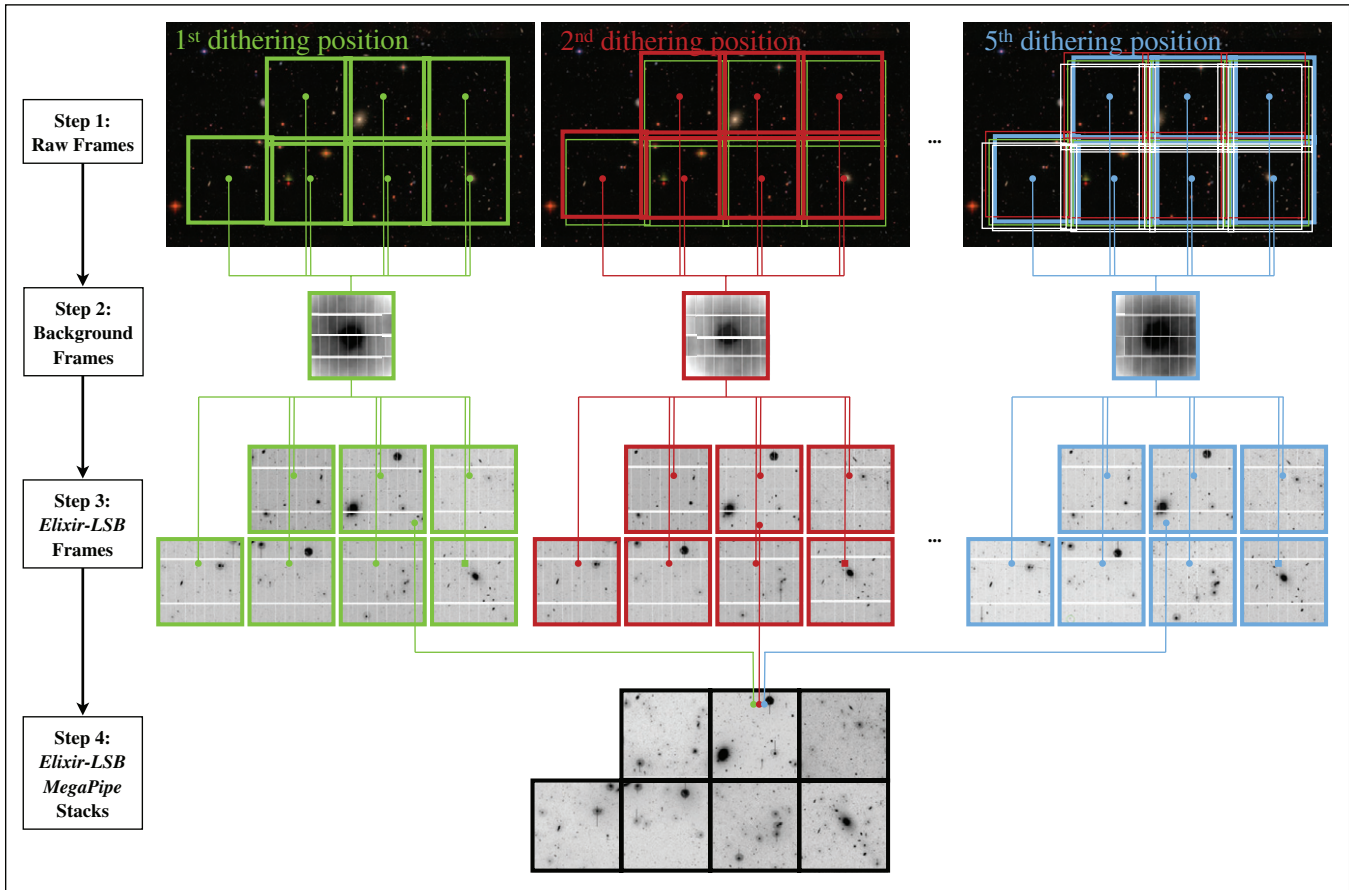 1st dithering position
2nd dithering position
5th dithering position
Step 1:
Raw Frames
...
Step 2:
Background
Frames
Step 3:
Elixir-LSB
Frames
...
Step 4:
Elixir-LSB
MegaPipe
Stacks